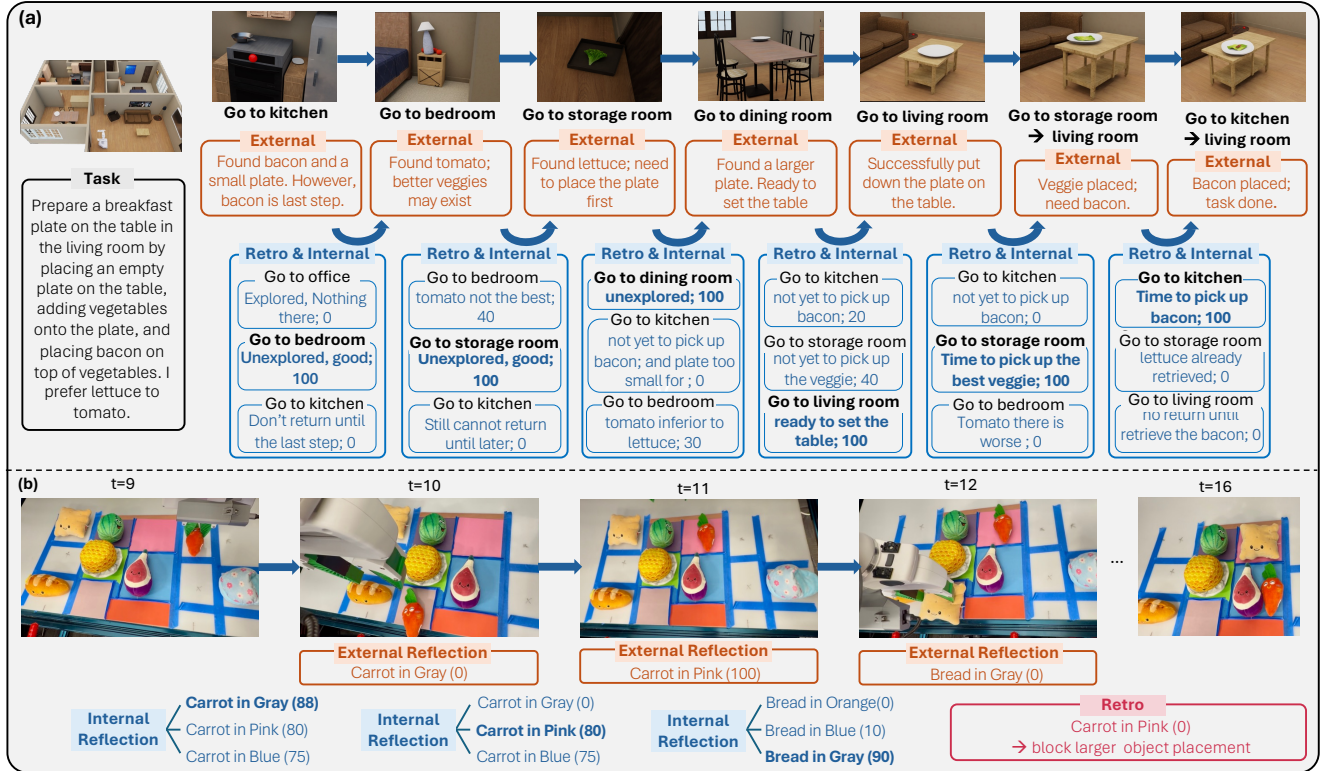 (a)
Task
Prepare a breakfast
plate on the table in
the living room by
placing an empty
plate on the table,
adding vegetables
onto the plate, and
placing bacon on
top of vegetables. I
prefer lettuce to
tomato.
Go to kitchen
External
Found bacon and a
small plate. However,
bacon is last step.
Go to bedroom
External
Found tomato;
better veggies
may exist
Go to storage room
External
Found lettuce; need
to place the plate
first
Go to dining room
External
Found a larger
plate. Ready to
set the table
Go to living room
External
Successfully put
down the plate on
the table.
Go to storage room
→ living room
External
Veggie placed;
need bacon.
Go to kitchen
→ living room
External
Bacon placed;
task done.
Retro & Internal
Go to office
Explored, Nothing
there; 0
Go to bedroom
Unexplored, good;
100
Go to kitchen
Don't return until
the last step; 0
Retro & Internal
Go to bedroom
tomato not the best;
40
Go to storage room
Unexplored, good;
100
Go to kitchen
Still cannot return
until later; 0
Retro & Internal
Go to dining room
unexplored; 100
Go to kitchen
not yet to pick up
bacon; and plate too
small for ; 0
Go to bedroom
tomato inferior to
lettuce; 30
Retro & Internal
Go to kitchen
not yet to pick up
bacon; 20
Go to storage room
not yet to pick up
the veggie; 40
Go to living room
ready to set the
table; 100
Retro & Internal
Go to kitchen
not yet to pick up
bacon; 0
Go to storage room
Time to pick up the
best veggie; 100
Go to bedroom
Tomato there is
worse ; 0
Retro & Internal
Go to kitchen
Time to pick up
bacon; 100
Go to storage room
lettuce already
retrieved; 0
Go to living room
no return until
retrieve the bacon; 0
(b)
t=9
t=10
t=11
t=12
...
t=16
External Reflection
Carrot in Gray (0)
External Reflection
Carrot in Pink (100)
External Reflection
Bread in Gray (0)
Internal
Reflection
Carrot in Gray (88)
Carrot in Pink (80)
Carrot in Blue (75)
Internal
Reflection
Carrot in Gray (0)
Carrot in Pink (80)
Carrot in Blue (75)
Internal
Reflection
Bread in Orange(0)
Bread in Blue (10)
Bread in Gray (90)
Retro
Carrot in Pink (0)
→ block larger object placement